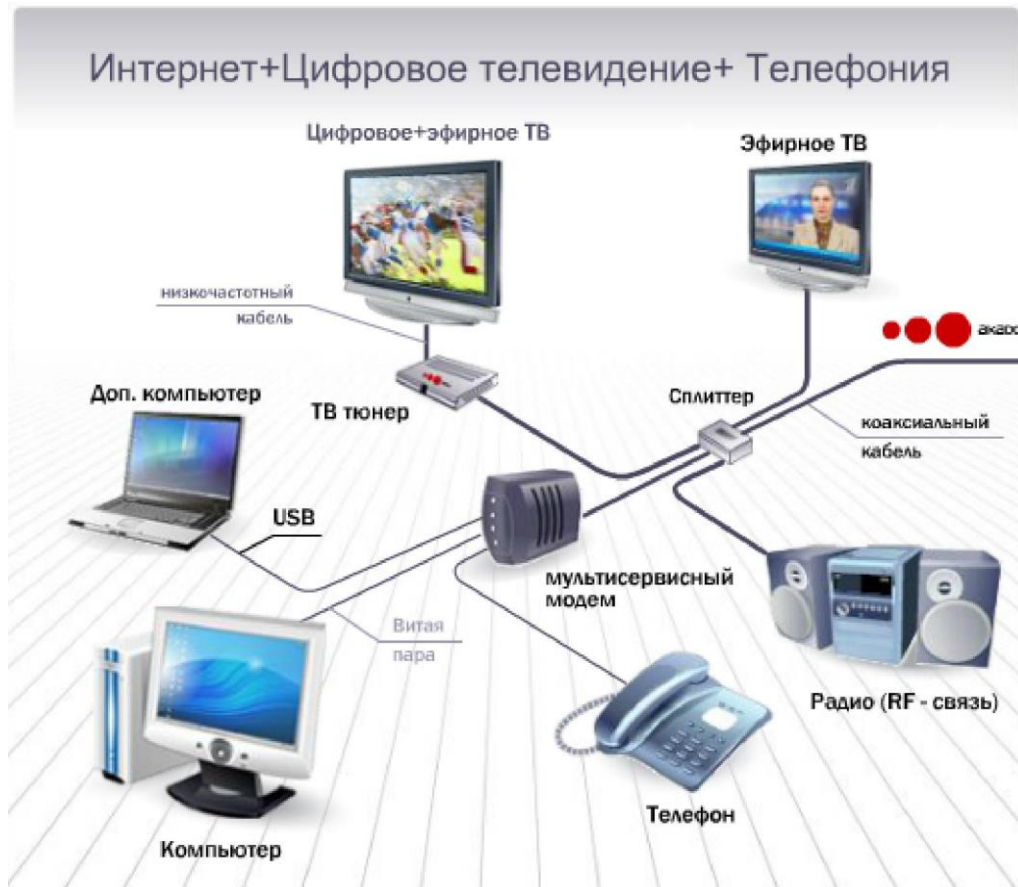 Интернет+Цифровое телевидение+ Телефония
Цифровое+эфирное ТВ
Эфирное ТВ
низкочастотный
кабель
Доп. компьютер
ТВ тюнер
Сплиттер
коаксиальный
кабель
USB
мультисервисный
модем
Витая
пара
Радио (RF - связь)
Телефон
Компьютер